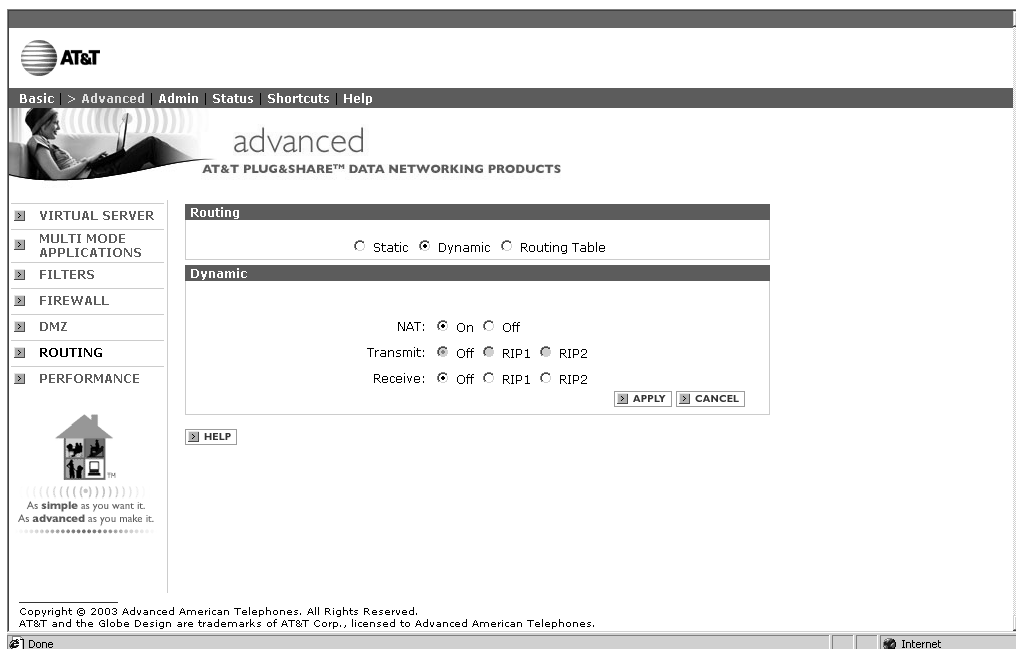 AT&T
Basic | > Advanced | Admin | Status | Shortcuts | Help
advanced
AT&T PLUG&SHARE™ DATA NETWORKING PRODUCTS
VIRTUAL SERVER
MULTI MODE
APPLICATIONS
FILTERS
FIREWALL
DMZ
ROUTING
PERFORMANCE
TM
As simple as you want it.
As advanced as you make it.
Routing
Static Dynamic Routing Table
Dynamic
NAT: On Off
Transmit: Off RIP1 RIP2
Receive: Off RIP1 RIP2
APPLY CANCEL
HELP
Copyright © 2003 Advanced American Telephones. All Rights Reserved.
AT&T and the Globe Design are trademarks of AT&T Corp., licensed to Advanced American Telephones.
Done Internet